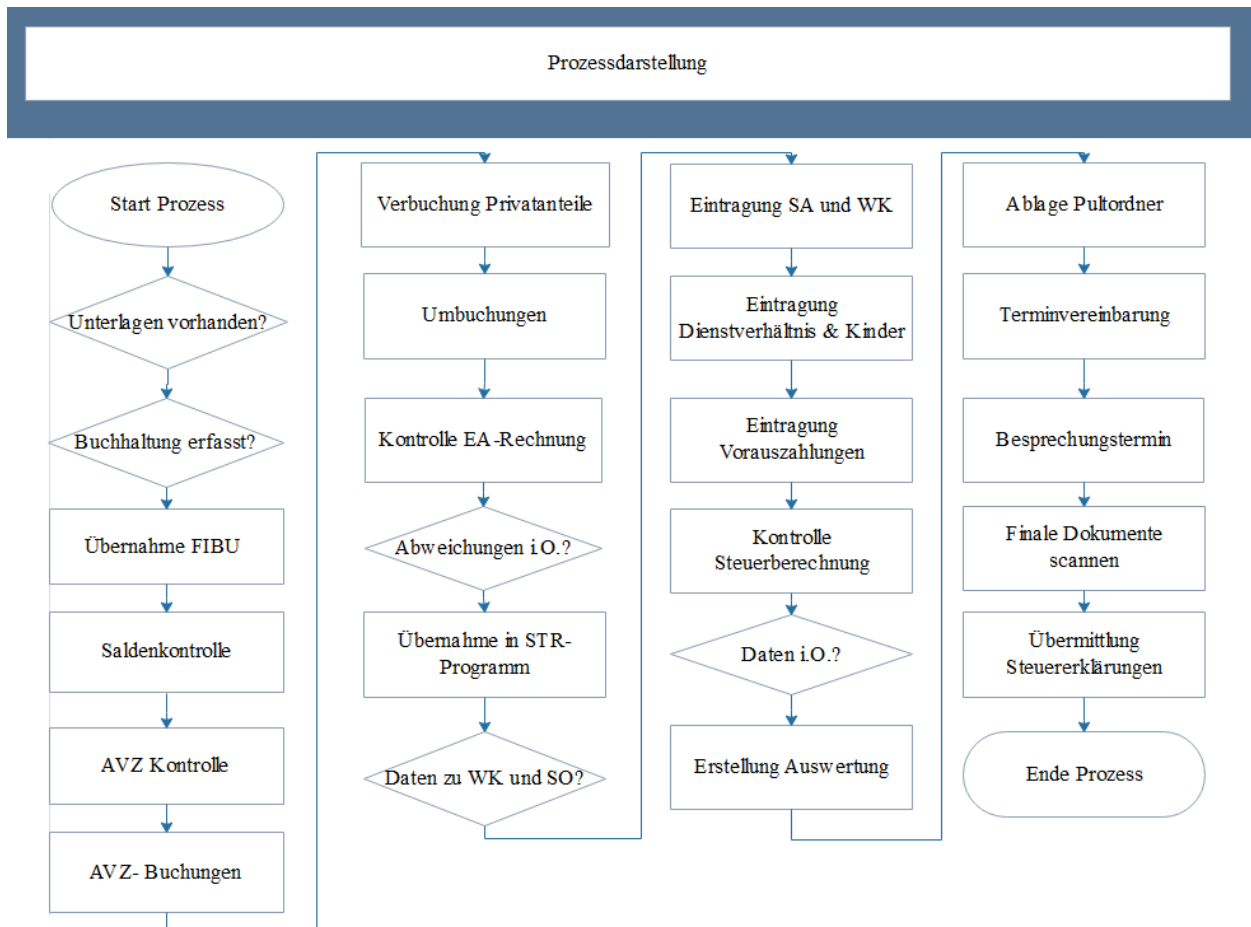 Prozessdarstellung
Start Prozess
Unterlagen vorhanden?
Buchhaltung erfasst?
Übernahme FIBU
Saldenkontrolle
AVZ Kontrolle
AVZ- Buchungen
Verbuchung Privatanteile
Umbuchungen
Kontrolle EA-Rechnung
Abweichungen i.O.?
Übernahme in STR-
Programm
Daten zu WK und SO?
Eintragung SA und WK
Eintragung
Dienstverhältnis & Kinder
Eintragung
Vorauszahlungen
Kontrolle
Steuerberechnung
Daten i.O.?
Erstellung Auswertung
Ablage Pultordner
Terminvereinbarung
Besprechungstermin
Finale Dokumente
scannen
Übermittlung
Steuererklärungen
Ende Prozess